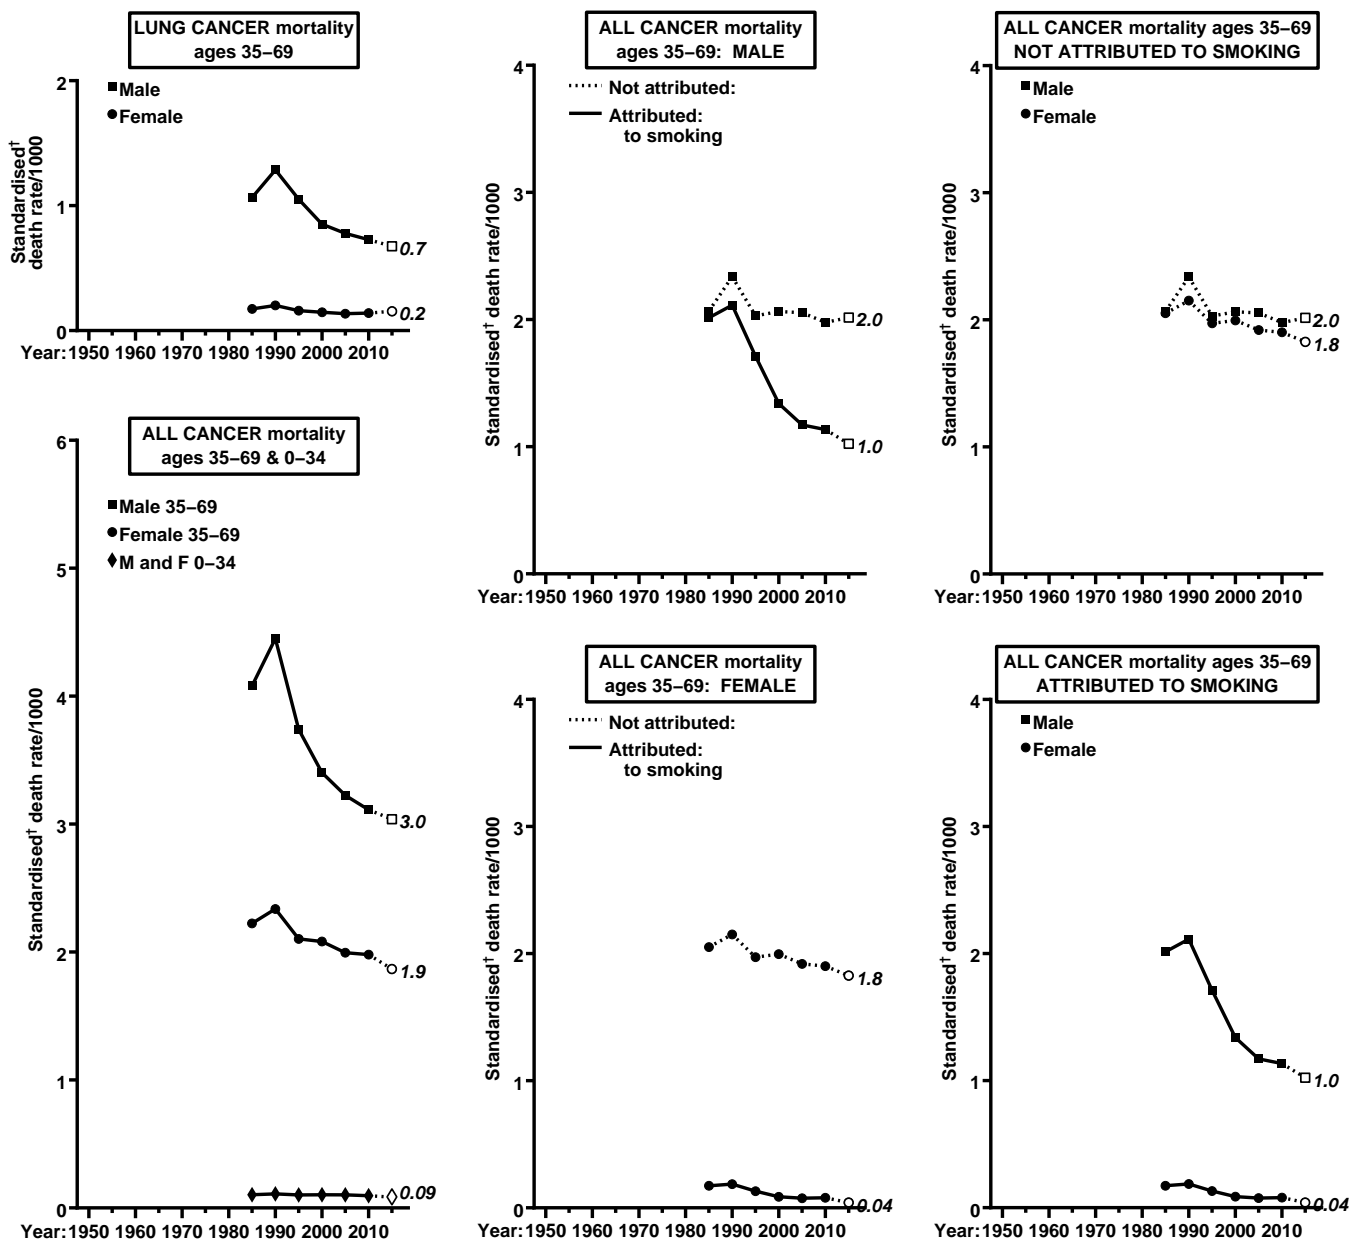 LUNG CANCER mortality
ages 35–69
2
1
0
Standardised†
death rate/1000
Male
Female
0.7
0.2
Year: 1950 1960 1970 1980 1990 2000 2010
ALL CANCER mortality
ages 35–69 & 0–34
6
5
4
3
2
1
0
Standardised† death rate/1000
Male 35–69
Female 35–69
M and F 0–34
3.0
1.9
0.09
Year: 1950 1960 1970 1980 1990 2000 2010
ALL CANCER mortality
ages 35–69: MALE
4
3
2
1
0
Standardised† death rate/1000
Not attributed:
Attributed:
to smoking
2.0
1.0
Year: 1950 1960 1970 1980 1990 2000 2010
ALL CANCER mortality
ages 35–69: FEMALE
4
3
2
1
0
Standardised† death rate/1000
Not attributed:
Attributed:
to smoking
1.8
0.04
Year: 1950 1960 1970 1980 1990 2000 2010
ALL CANCER mortality ages 35–69
NOT ATTRIBUTED TO SMOKING
4
3
2
1
0
Standardised† death rate/1000
Male
Female
2.0
1.8
Year: 1950 1960 1970 1980 1990 2000 2010
ALL CANCER mortality ages 35–69
ATTRIBUTED TO SMOKING
4
3
2
1
0
Standardised† death rate/1000
Male
Female
1.0
0.04
Year: 1950 1960 1970 1980 1990 2000 2010